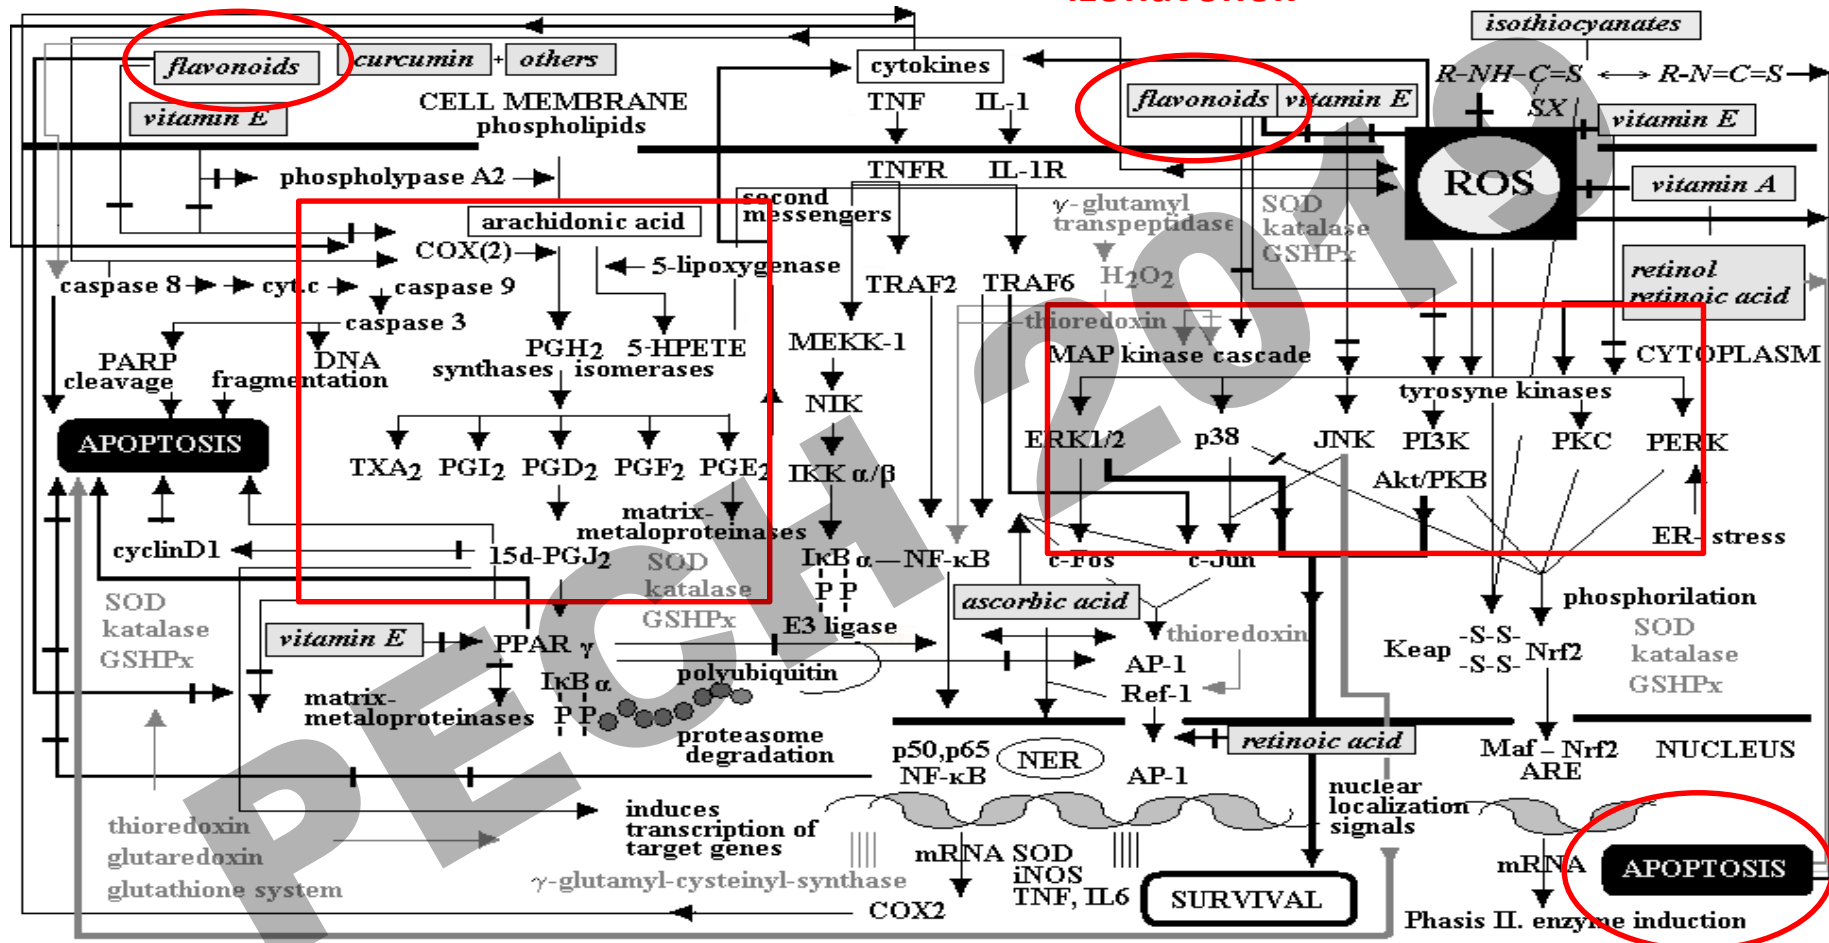 isothiocyanates
flavonoids
curcumin + others
cytokines
R-NH-C=S ↔ R-N=C=S
SX
CELL MEMBRANE
phospholipids
TNF IL-1
flavonoids vitamin E
vitamin E
vitamin E
TNFR IL-1R
ROS
phospholypase A2
vitamin A
arachidonic acid
second
messengers
γ-glutamyl
transpeptidase
SOD
katalase
GSHPx
COX(2)
5-lipoxygenase
H2O2
retinol
retinoic acid
caspase 8
cyt.c
caspase 9
TRAF2 TRAF6
caspase 3
thioredoxin
PARP
cleavage
DNA
fragmentation
PGH2 5-HPETE
synthases isomerases
MEKK-1
MAP kinase cascade
CYTOPLASM
tyrosyne kinases
NIK
APOPTOSIS
TXA2 PGI2 PGD2 PGF2 PGE2
IKK α/β
ERK1/2 p38 JNK PI3K PKC PERK
Akt/PKB
matrix-
metaloproteinases
ER- stress
cyclinD1
15d-PGJ2
SOD
katalase
GSHPx
IκB α — NF-κB
P P
c-Fos c-Jun
SOD
katalase
GSHPx
ascorbic acid
phosphorilation
E3 ligase
vitamin E
PPAR γ
thioredoxin
Keap
-S-S-
-S-S-
Nrf2
SOD
katalase
GSHPx
AP-1
Ref-1
polyubiquitin
IκB α
P P
matrix-
metaloproteinases
proteasome
degradation
p50,p65
NF-κB
NER
AP-1
retinoic acid
Maf – Nrf2
ARE
NUCLEUS
nuclear
localization
signals
induces
transcription of
target genes
thioredoxin
glutaredoxin
glutathione system
γ-glutamyl-cysteinyl-synthase
mRNA SOD
iNOS
TNF, IL6
COX2
SURVIVAL
mRNA
APOPTOSIS
Phasis II. enzyme induction
PECH 2019